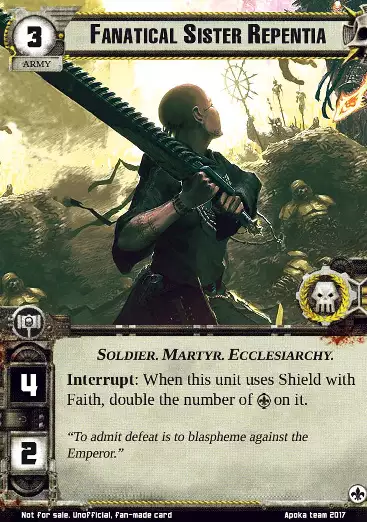 3
FANATICAL SISTER REPENTIA
ARMY
SOLDIER. MARTYR. ECCLESIARCHY.
4
Interrupt: When this unit uses Shield with
Faith, double the number of on it.
2
“To admit defeat is to blaspheme against the
Emperor.”
Not for sale. Unofficial, fan-made card
Apoka team 2017